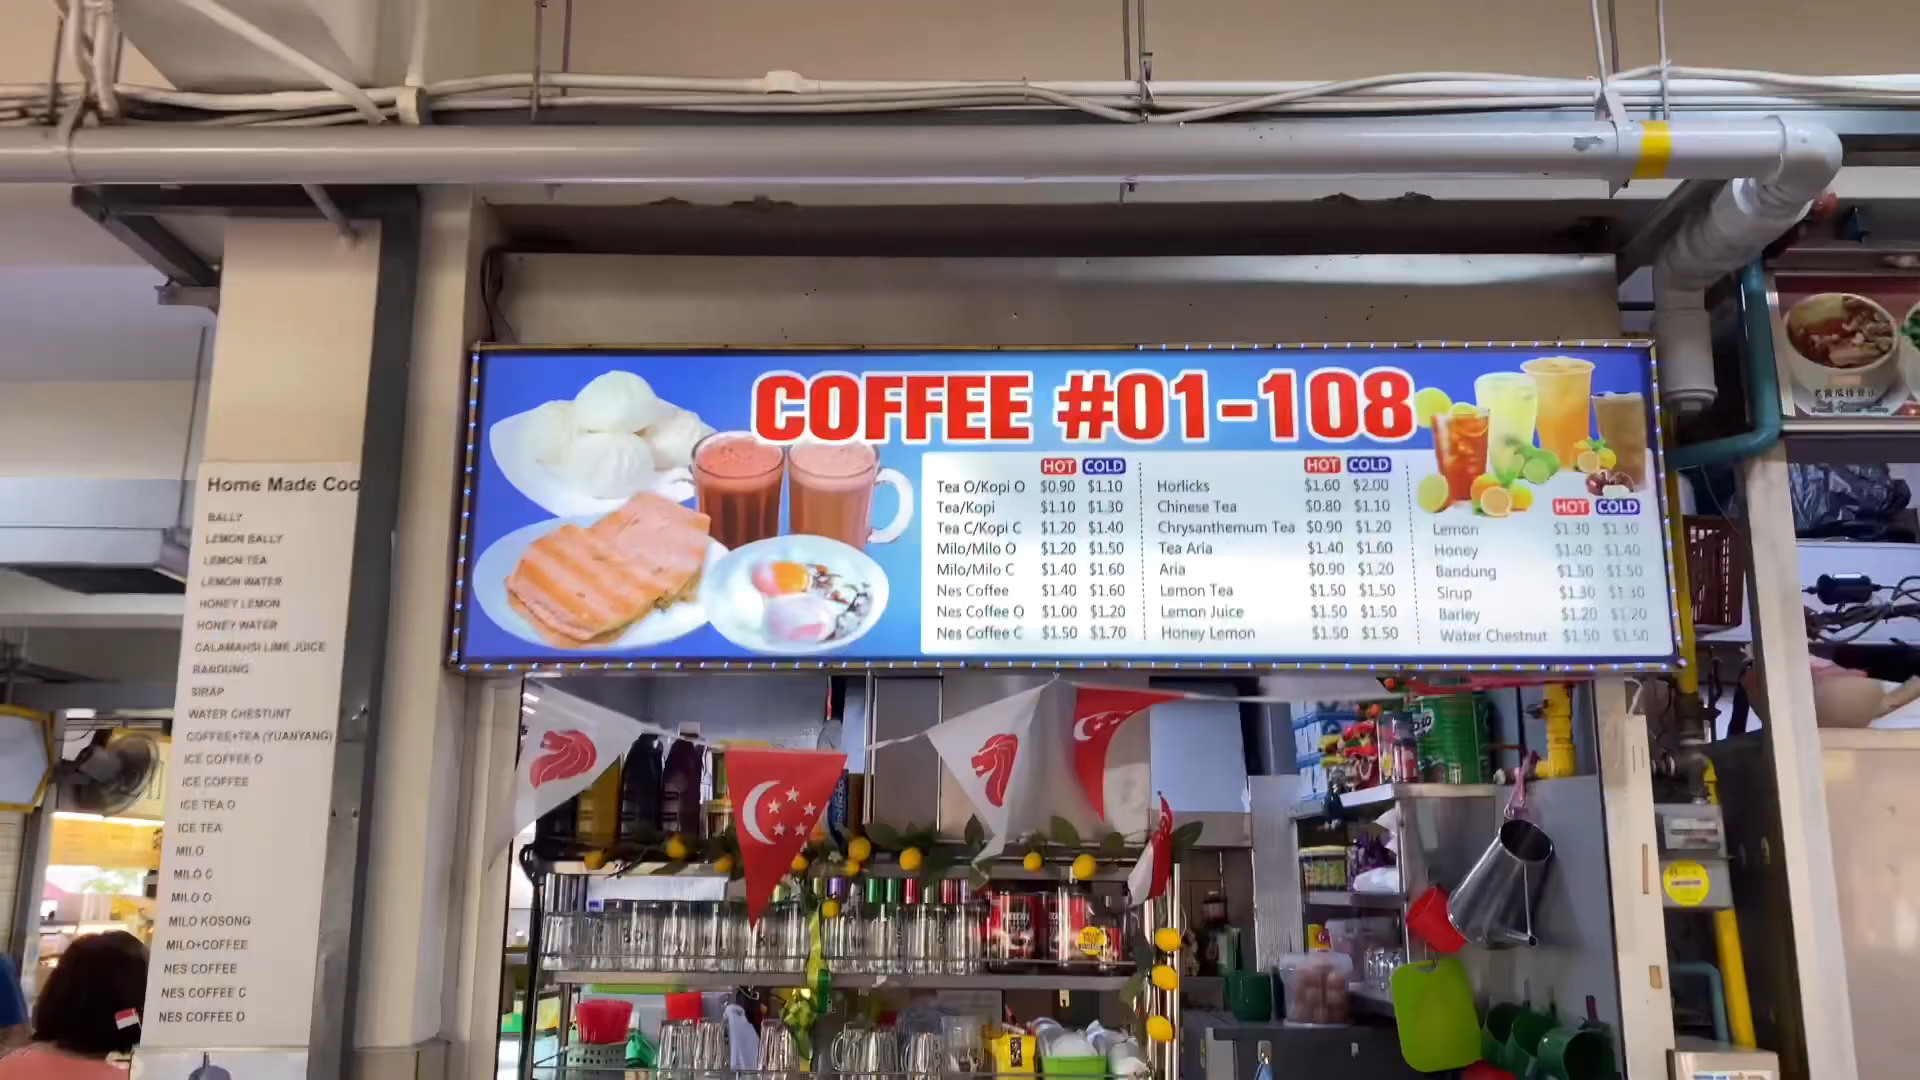 COFFEE #01-108
HOT COLD
Tea O/Kopi O $0.90 $1.10
Tea/Kopi $1.10 $1.30
Tea C/Kopi C $1.20 $1.40
Milo/Milo O $1.20 $1.50
Milo/Milo C $1.40 $1.60
Nes Coffee $1.40 $1.60
Nes Coffee O $1.00 $1.20
Nes Coffee C $1.50 $1.70
HOT COLD
Horlicks $1.60 $2.00
Chinese Tea $0.80 $1.10
Chrysanthemum Tea $0.90 $1.20
Tea Aria $1.40 $1.60
Aria $0.90 $1.20
Lemon Tea $1.50 $1.50
Lemon Juice $1.50 $1.50
Honey Lemon $1.50 $1.50
HOT COLD
Lemon $1.30 $1.30
Honey $1.40 $1.40
Bandung $1.50 $1.50
Sirup $1.30 $1.30
Barley $1.20 $1.20
Water Chestnut $1.50 $1.50
Home Made Coo
BALLY
LEMON BALLY
LEMON TEA
LEMON WATER
HONEY LEMON
HONEY WATER
CALAMAHSI LIME JUICE
BANDUNG
SIRAP
WATER CHESTUNT
COFFEE+TEA (YUANYANG)
ICE COFFEE O
ICE COFFEE
ICE TEA O
ICE TEA
MILO
MILO C
MILO O
MILO KOSONG
MILO+COFFEE
NES COFFEE
NES COFFEE C
NES COFFEE O